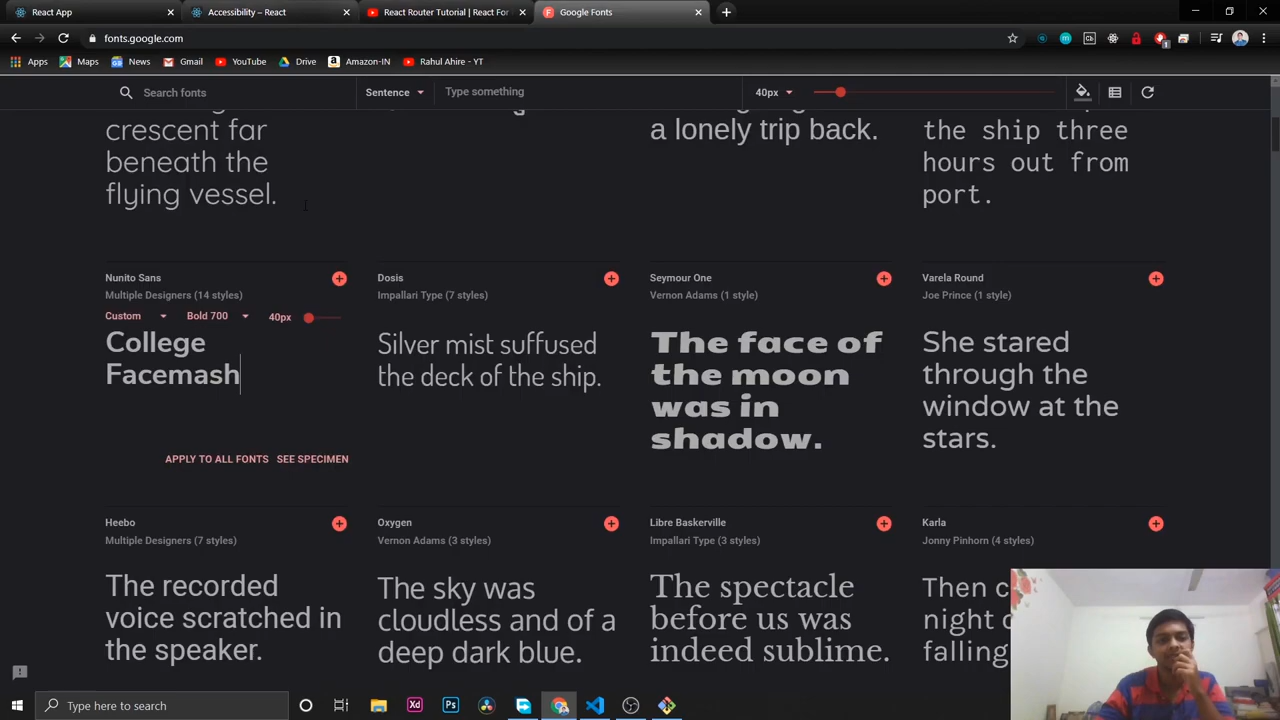 React App
Accessibility – React
React Router Tutorial | React For
Google Fonts
fonts.google.com
Apps
Maps
News
Gmail
YouTube
Drive
Amazon-IN
Rahul Ahire - YT
Search fonts
Sentence
Type something
40px
crescent far
beneath the
flying vessel.
a lonely trip back.
the ship three
hours out from
port.
Nunito Sans
Multiple Designers (14 styles)
Custom
Bold 700
40px
College
Facemash
APPLY TO ALL FONTS
SEE SPECIMEN
Dosis
Impallari Type (7 styles)
Silver mist suffused
the deck of the ship.
Seymour One
Vernon Adams (1 style)
The face of
the moon
was in
shadow.
Varela Round
Joe Prince (1 style)
She stared
through the
window at the
stars.
Heebo
Multiple Designers (7 styles)
The recorded
voice scratched in
the speaker.
Oxygen
Vernon Adams (3 styles)
The sky was
cloudless and of a
deep dark blue.
Libre Baskerville
Impallari Type (3 styles)
The spectacle
before us was
indeed sublime.
Karla
Jonny Pinhorn (4 styles)
Then
night
falling
Type here to search
Xd
Ps